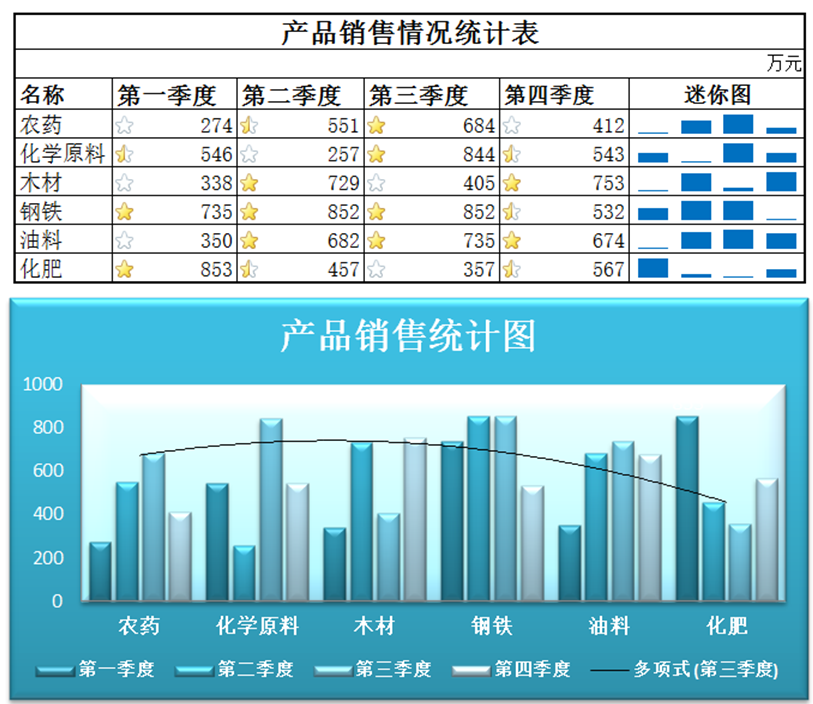 产品销售情况统计表
万元
名称 第一季度 第二季度 第三季度 第四季度 迷你图
农药 274 551 684 412
化学原料 546 257 844 543
木材 338 729 405 753
钢铁 735 852 852 532
油料 350 682 735 674
化肥 853 457 357 567
产品销售统计图
1000
800
600
400
200
0
农药 化学原料 木材 钢铁 油料 化肥
第一季度 第二季度 第三季度 第四季度 多项式 (第三季度)